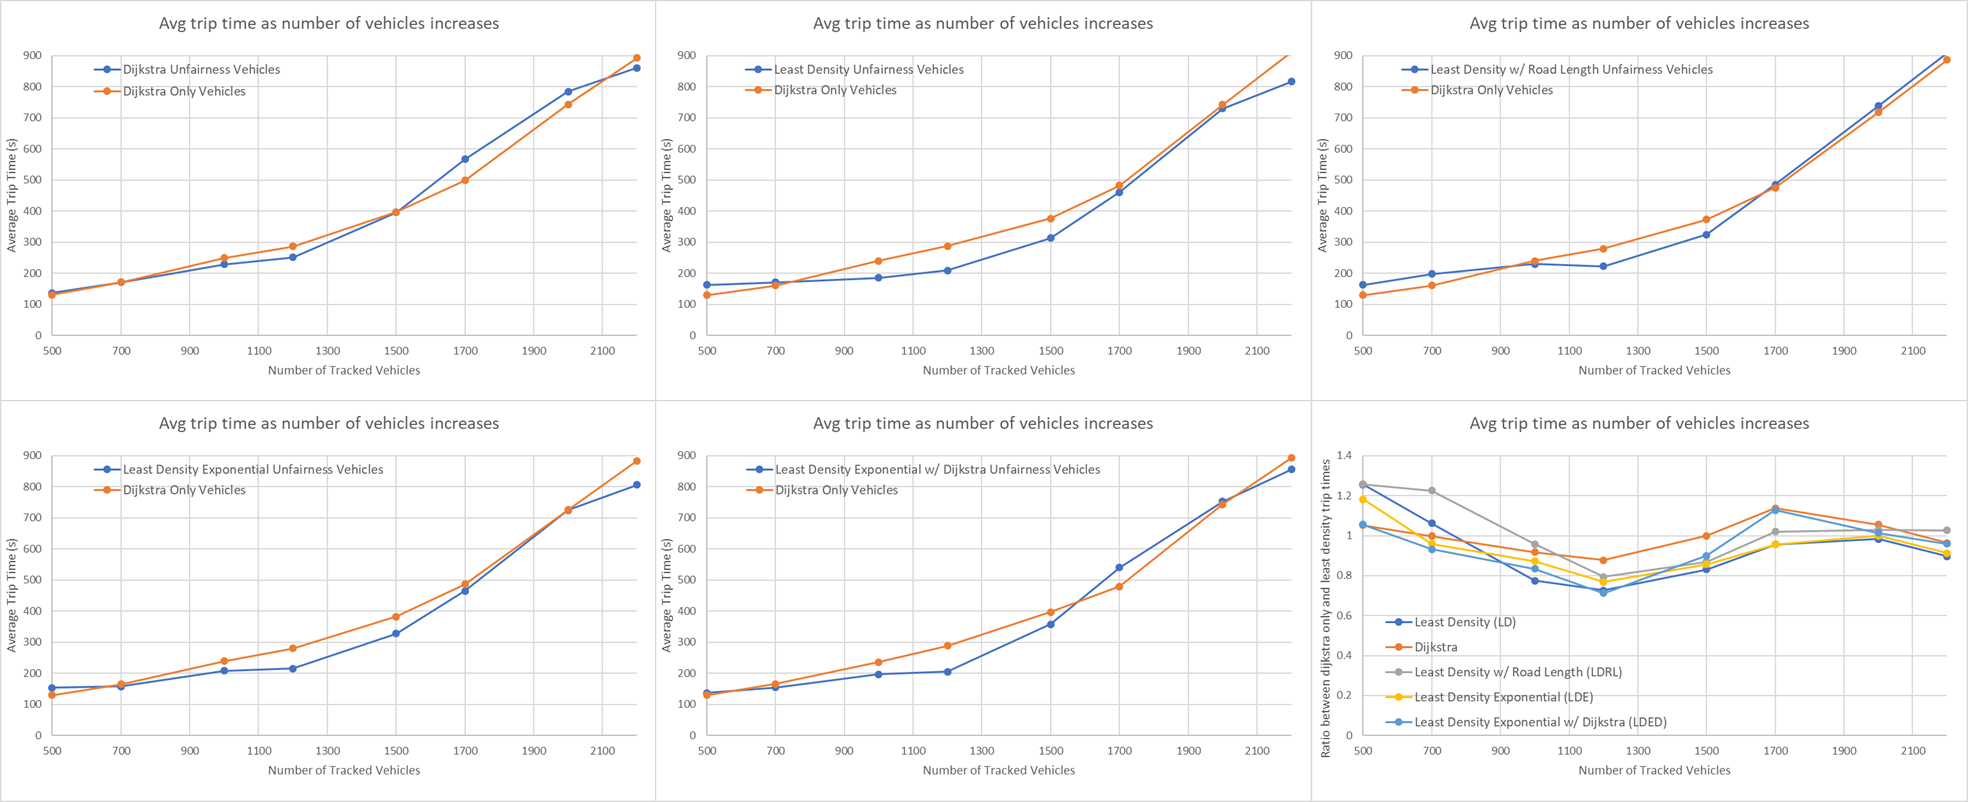 Avg trip time as number of vehicles increases
Dijkstra Unfairness Vehicles
Dijkstra Only Vehicles
Average Trip Time (s)
900
800
700
600
500
400
300
200
100
0
500 700 900 1100 1300 1500 1700 1900 2100
Number of Tracked Vehicles
Avg trip time as number of vehicles increases
Least Density Unfairness Vehicles
Dijkstra Only Vehicles
Average Trip Time (s)
900
800
700
600
500
400
300
200
100
0
500 700 900 1100 1300 1500 1700 1900 2100
Number of Tracked Vehicles
Avg trip time as number of vehicles increases
Least Density w/ Road Length Unfairness Vehicles
Dijkstra Only Vehicles
Average Trip Time (s)
900
800
700
600
500
400
300
200
100
0
500 700 900 1100 1300 1500 1700 1900 2100
Number of Tracked Vehicles
Avg trip time as number of vehicles increases
Least Density Exponential Unfairness Vehicles
Dijkstra Only Vehicles
Average Trip Time (s)
900
800
700
600
500
400
300
200
100
0
500 700 900 1100 1300 1500 1700 1900 2100
Number of Tracked Vehicles
Avg trip time as number of vehicles increases
Least Density Exponential w/ Dijkstra Unfairness Vehicles
Dijkstra Only Vehicles
Average Trip Time (s)
900
800
700
600
500
400
300
200
100
0
500 700 900 1100 1300 1500 1700 1900 2100
Number of Tracked Vehicles
Avg trip time as number of vehicles increases
Ratio between dijkstra only and least density trip times
1.4
1.2
1
0.8
0.6
0.4
0.2
0
Least Density (LD)
Dijkstra
Least Density w/ Road Length (LDRL)
Least Density Exponential (LDE)
Least Density Exponential w/ Dijkstra (LDED)
500 700 900 1100 1300 1500 1700 1900 2100
Number of Tracked Vehicles